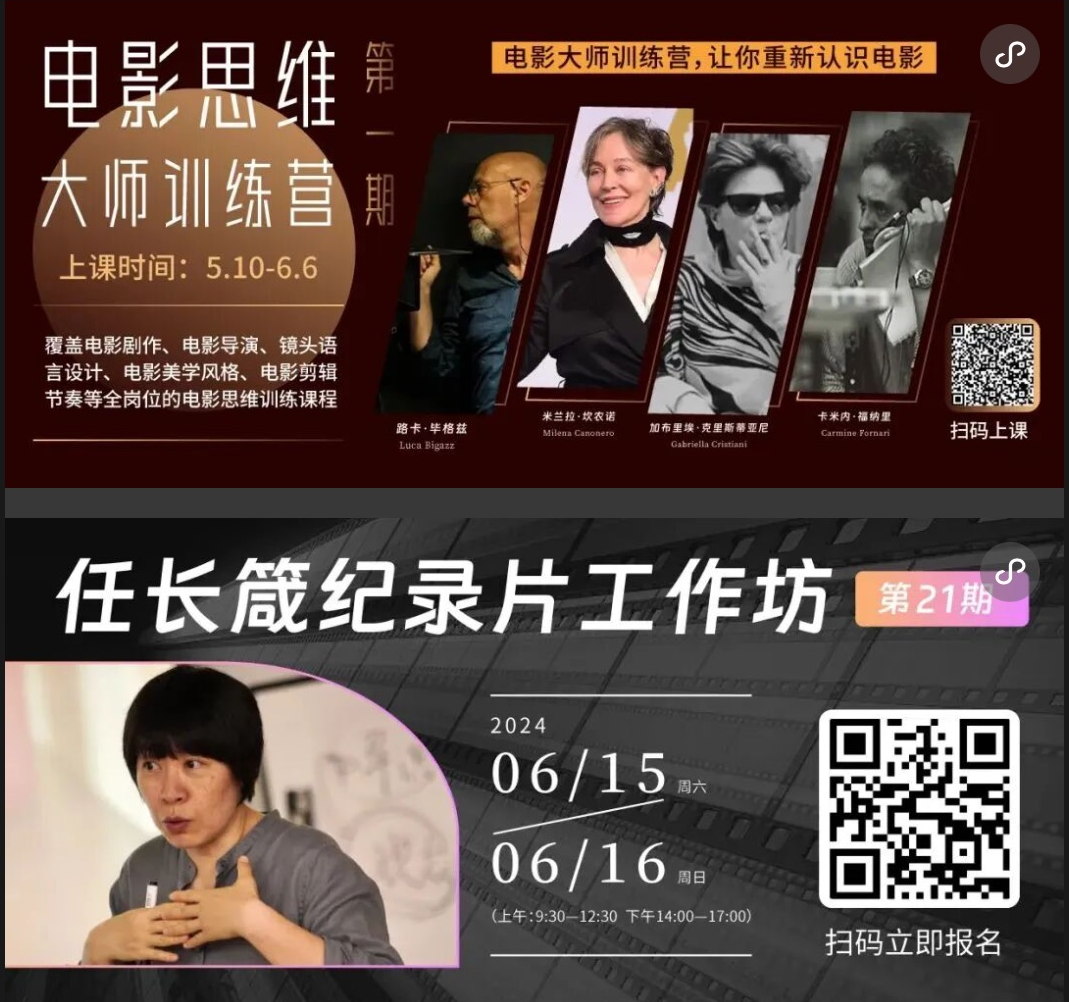 电影思维
大师训练营
第一期
上课时间：5.10-6.6
覆盖电影剧作、电影导演、镜头语
言设计、电影美学风格、电影剪辑
节奏等全岗位的电影思维训练课程
电影大师训练营，让你重新认识电影
路卡·毕格兹
Luca Bigazz
米兰拉·坎农诺
Milena Canonero
加布里埃·克里斯蒂亚尼
Gabriella Cristiani
卡米内·福纳里
Carmine Fornari
扫码上课
任长箴纪录片工作坊
第21期
2024
06/15 周六
06/16 周日
（上午：9:30—12:30 下午14:00—17:00）
扫码立即报名